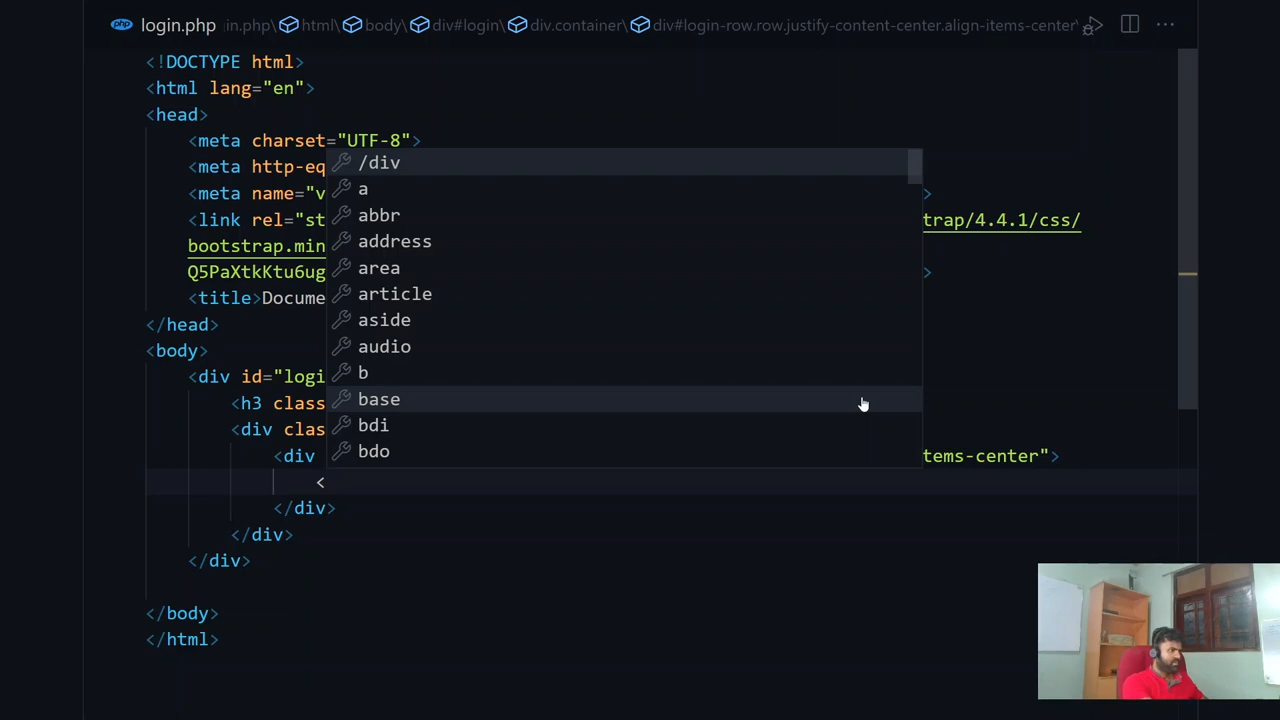 login.php in.php\ html\ body\ div#login\ div.container\ div#login-row.row.justify-content-center.align-items-center\
<!DOCTYPE html>
<html lang="en">
<head>
<meta charset="UTF-8">
<meta http-eq
/div
<meta name="v >
a
<link rel="st trap/4.4.1/css/
abbr
bootstrap.min
address
Q5PaXtkKtu6ug >
area
<title>Docume
article
</head>
aside
<body>
audio
<div id="logi
b
<h3 class
base
<div clas
bdi
<div tems-center">
bdo
<
</div>
</div>
</div>
</body>
</html>